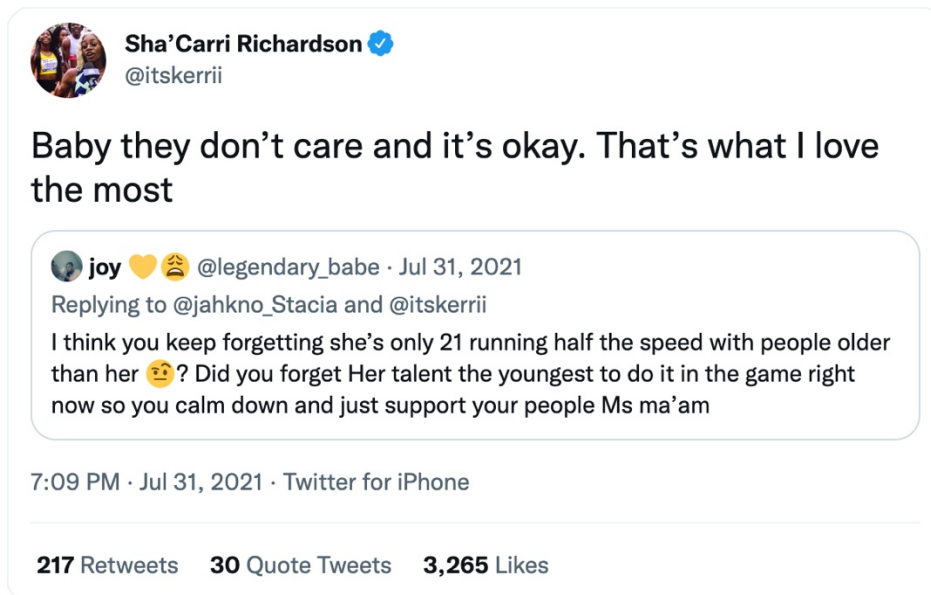 Sha’Carri Richardson
@itskerrii
Baby they don’t care and it’s okay. That’s what I love
the most
joy 💛😩 @legendary_babe · Jul 31, 2021
Replying to @jahkno_Stacia and @itskerrii
I think you keep forgetting she’s only 21 running half the speed with people older
than her 🤨? Did you forget Her talent the youngest to do it in the game right
now so you calm down and just support your people Ms ma’am
7:09 PM · Jul 31, 2021 · Twitter for iPhone
217 Retweets 30 Quote Tweets 3,265 Likes